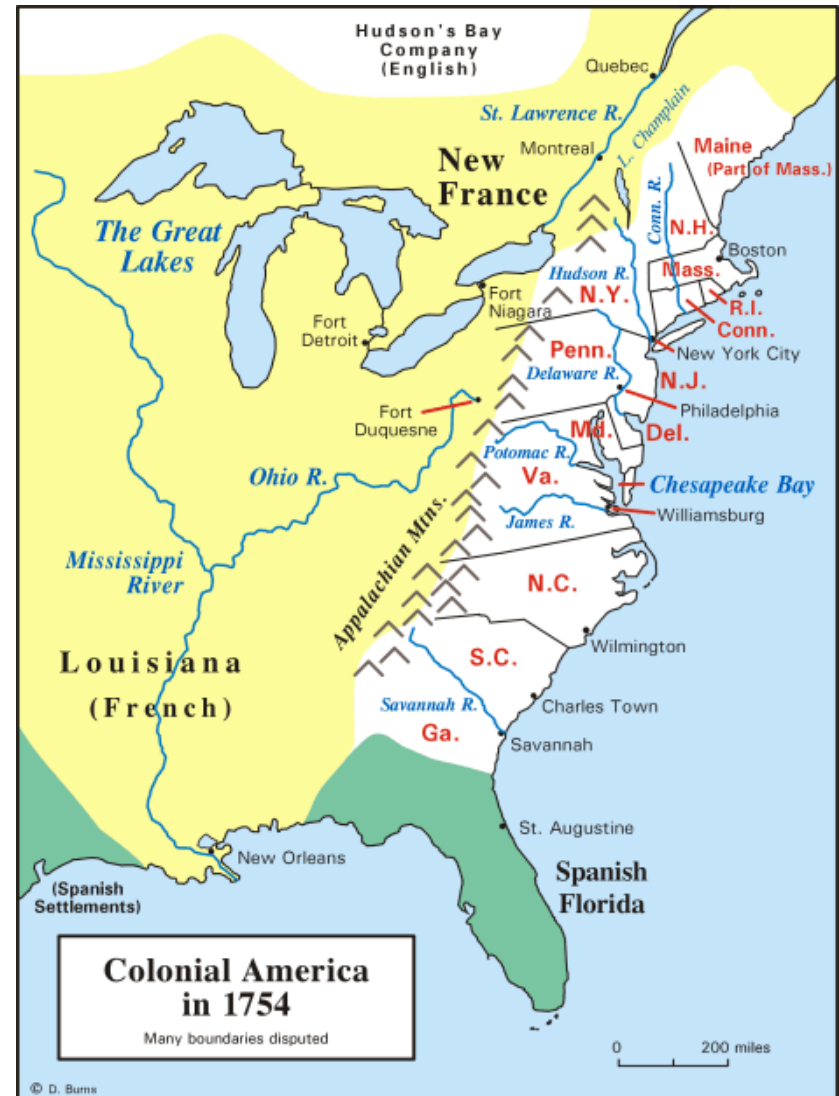 Hudson's Bay
Company
(English)
Quebec
St. Lawrence R.
L. Champlain
Montreal
New
France
Maine
(Part of Mass.)
Conn. R.
N.H.
The Great
Lakes
Boston
Mass.
Hudson R.
N.Y.
R.I.
Conn.
Fort
Niagara
Fort
Detroit
New York City
Penn.
Delaware R.
N.J.
Philadelphia
Fort
Duquesne
Md.
Del.
Potomac R.
Va.
Ohio R.
Chesapeake Bay
James R.
Williamsburg
Appalachian Mtns.
Mississippi
River
N.C.
Wilmington
S.C.
Louisiana
(French)
Savannah R.
Charles Town
Ga.
Savannah
St. Augustine
New Orleans
Spanish
Florida
(Spanish
Settlements)
Colonial America
in 1754
Many boundaries disputed
0 200 miles
© D. Burns